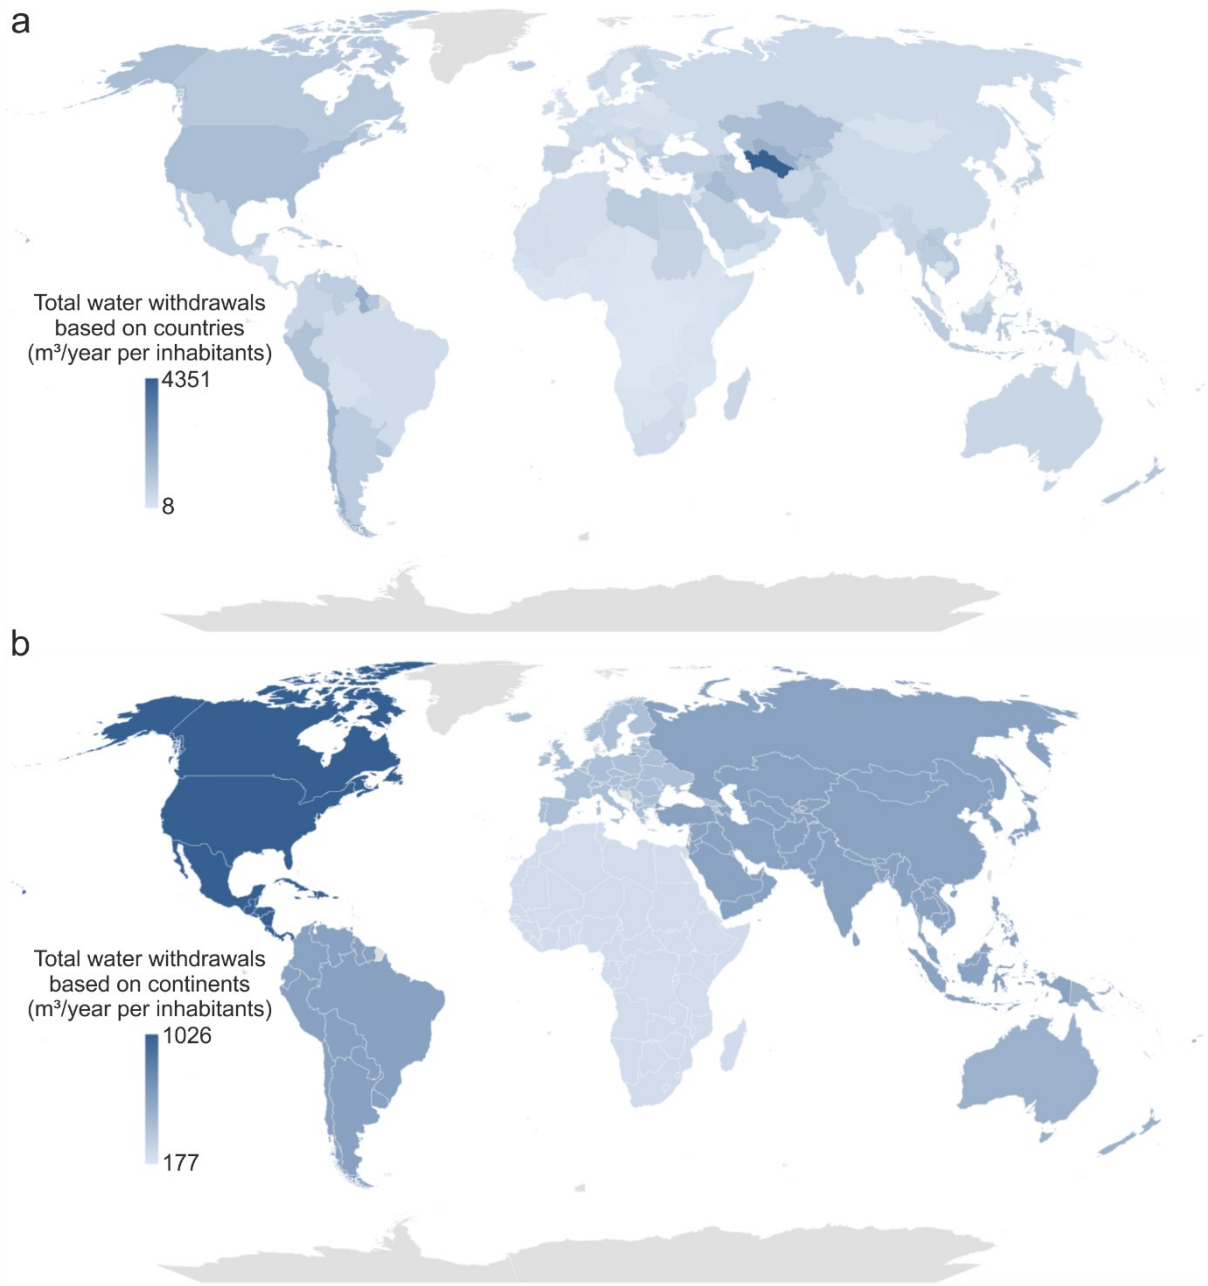 a
Total water withdrawals
based on countries
(m³/year per inhabitants)
4351
8
b
Total water withdrawals
based on continents
(m³/year per inhabitants)
1026
177